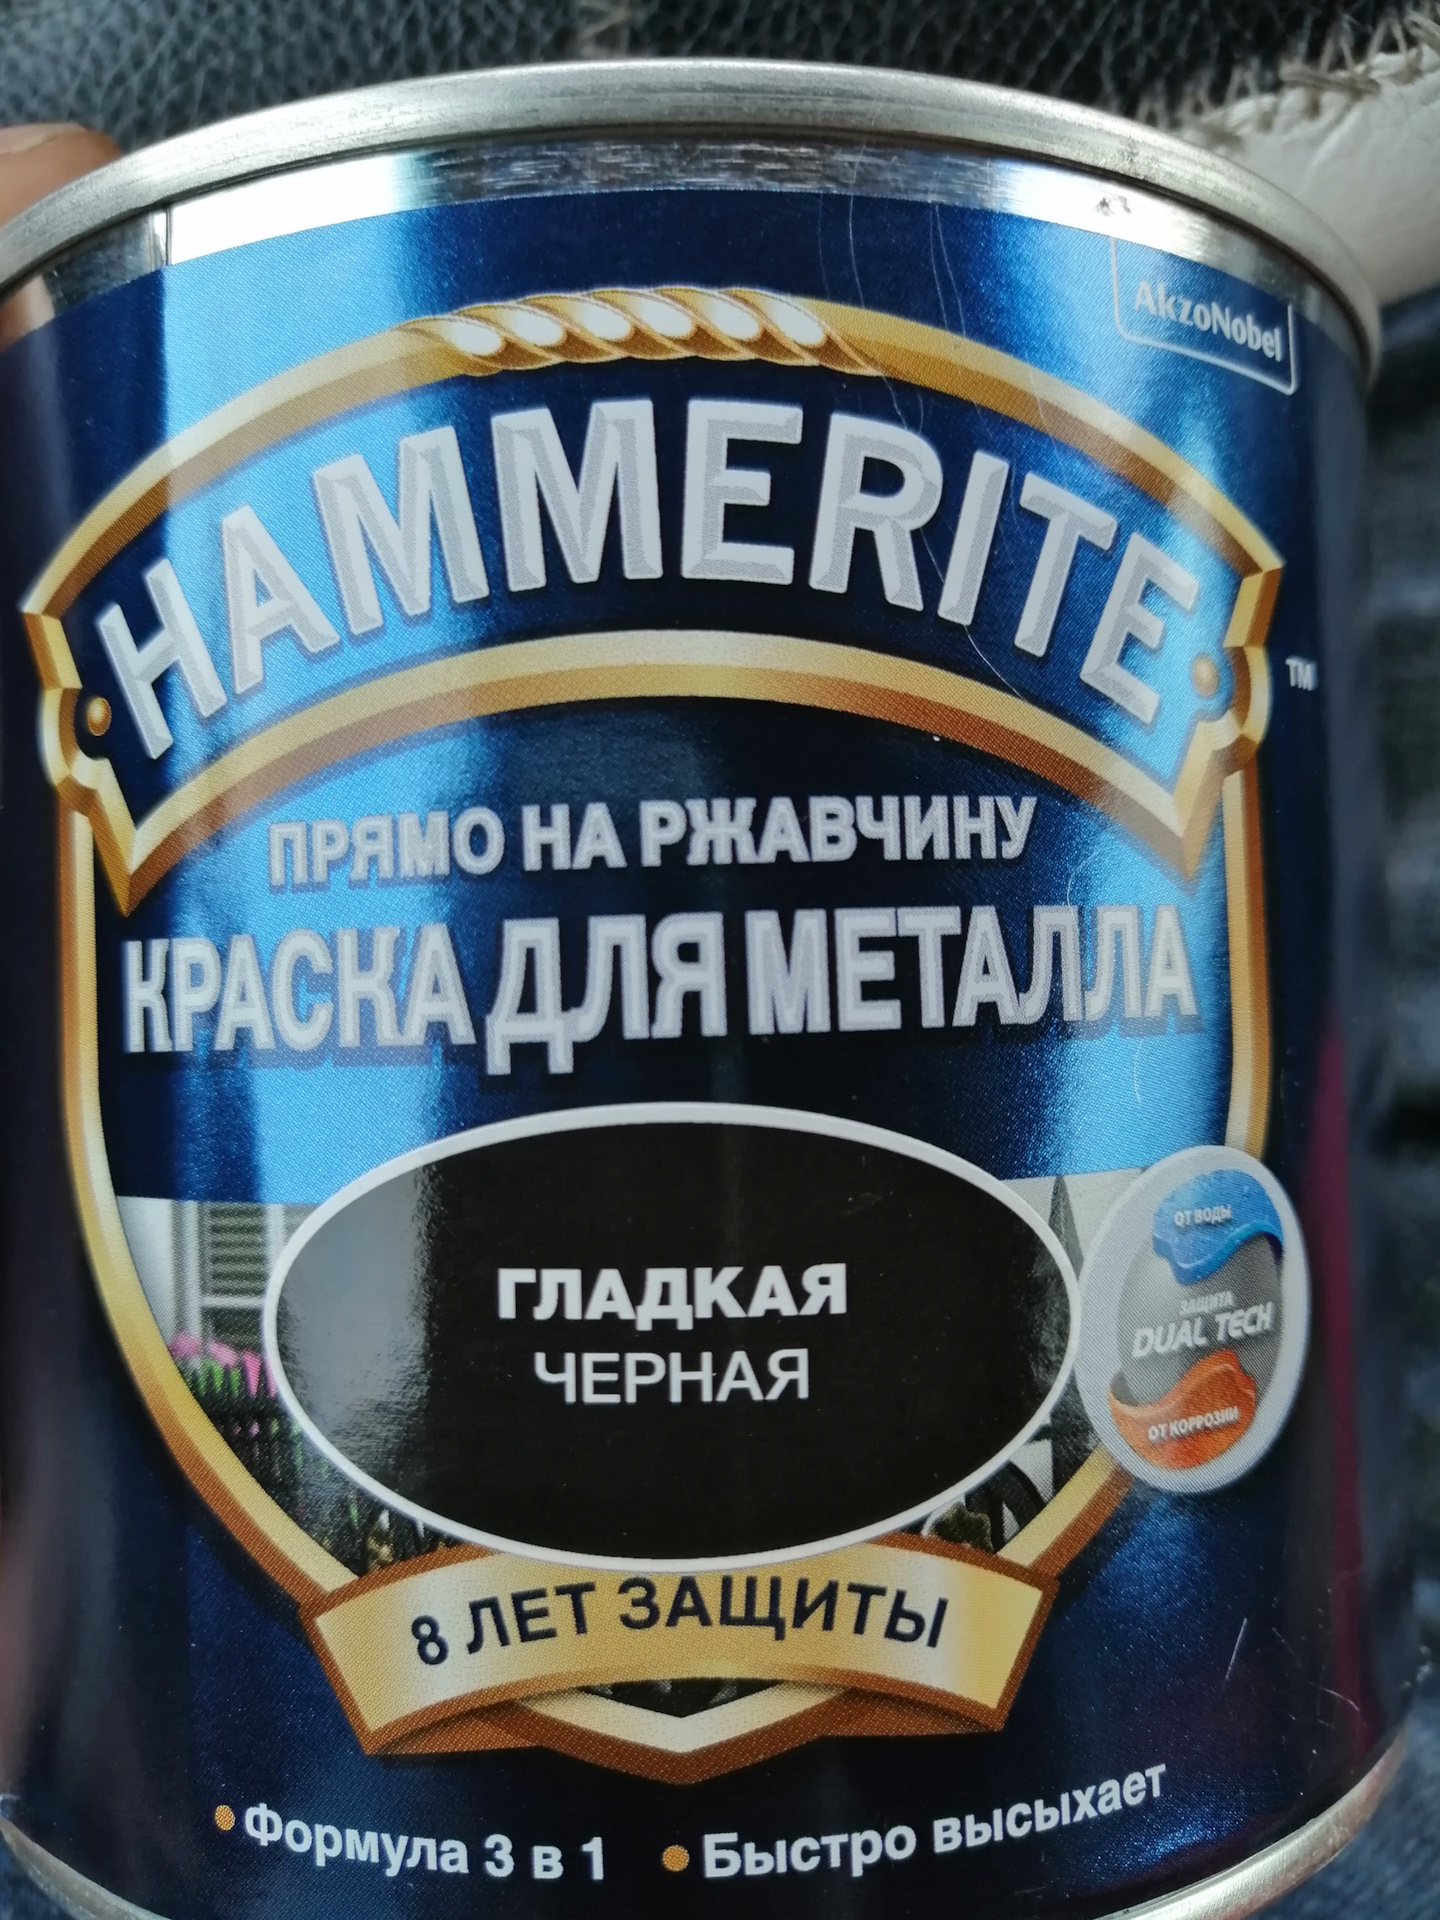 AkzoNobel
HAMMERITE
TM
ПРЯМО НА РЖАВЧИНУ
КРАСКА ДЛЯ МЕТАЛЛА
ГЛАДКАЯ
ЧЕРНАЯ
ОТ ВОДЫ
ЗАЩИТА
DUAL TECH
ОТ КОРРОЗИИ
8 ЛЕТ ЗАЩИТЫ
• Формула 3 в 1 • Быстро высыхает